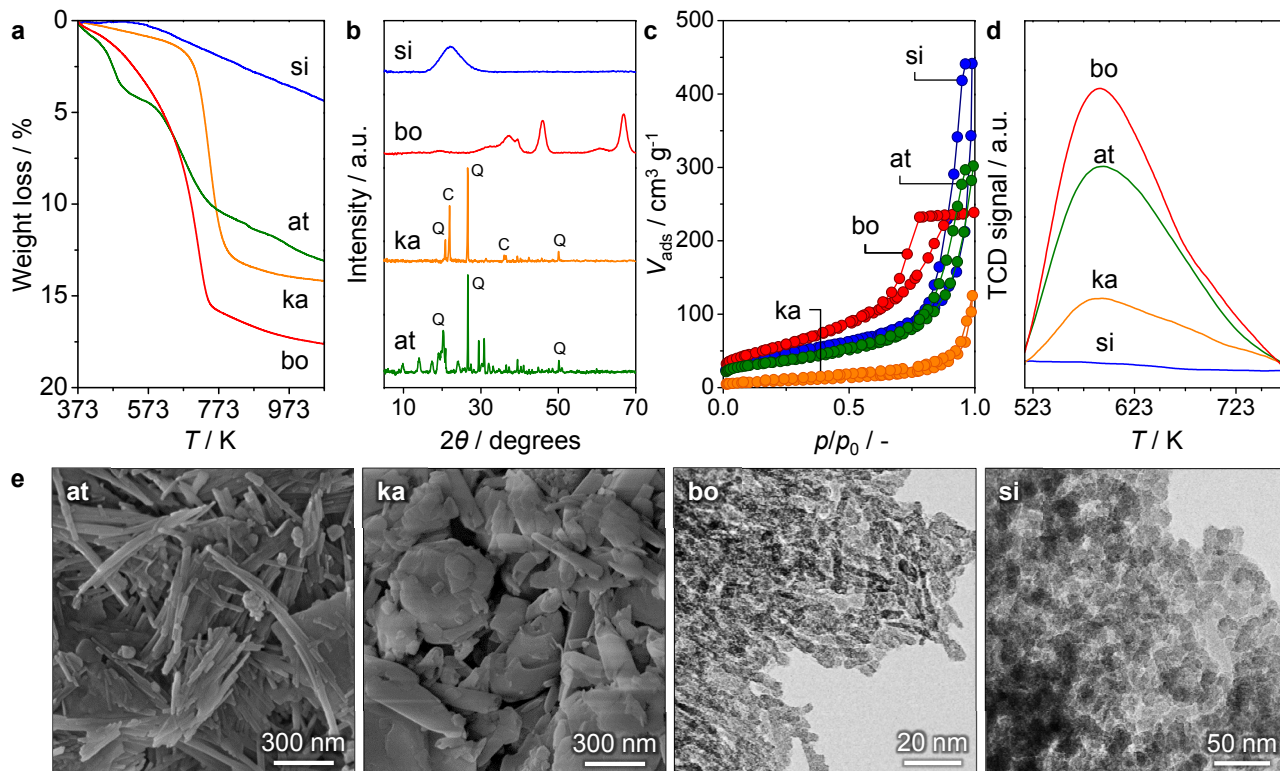 a
0
5
10
15
20
Weight loss / %
si
at
ka
bo
373
573
773
973
T / K
b
Intensity / a.u.
si
bo
ka
Q
C
Q
C
Q
at
Q
Q
Q
5
10
30
50
70
2θ / degrees
c
500
400
300
200
100
0
V_ads / cm³ g⁻¹
si
at
bo
ka
0.0
0.5
1.0
p/p₀ / -
d
TCD signal / a.u.
bo
at
ka
si
523
623
723
T / K
e
at
300 nm
ka
300 nm
bo
20 nm
si
50 nm